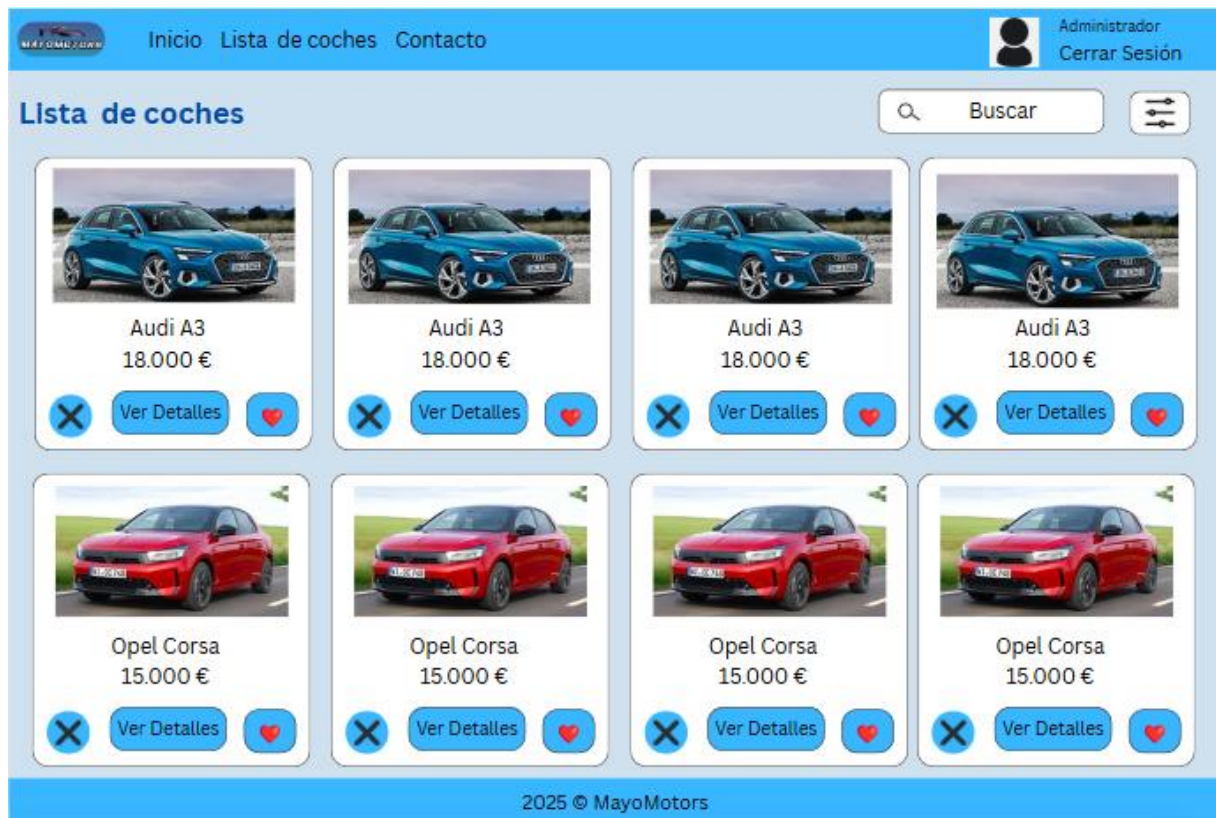 MAYOMOTORS
Inicio Lista de coches Contacto
Administrador
Cerrar Sesión
Lista de coches
Buscar
Audi A3
18.000 €
Ver Detalles
Audi A3
18.000 €
Ver Detalles
Audi A3
18.000 €
Ver Detalles
Audi A3
18.000 €
Ver Detalles
Opel Corsa
15.000 €
Ver Detalles
Opel Corsa
15.000 €
Ver Detalles
Opel Corsa
15.000 €
Ver Detalles
Opel Corsa
15.000 €
Ver Detalles
2025 © MayoMotors